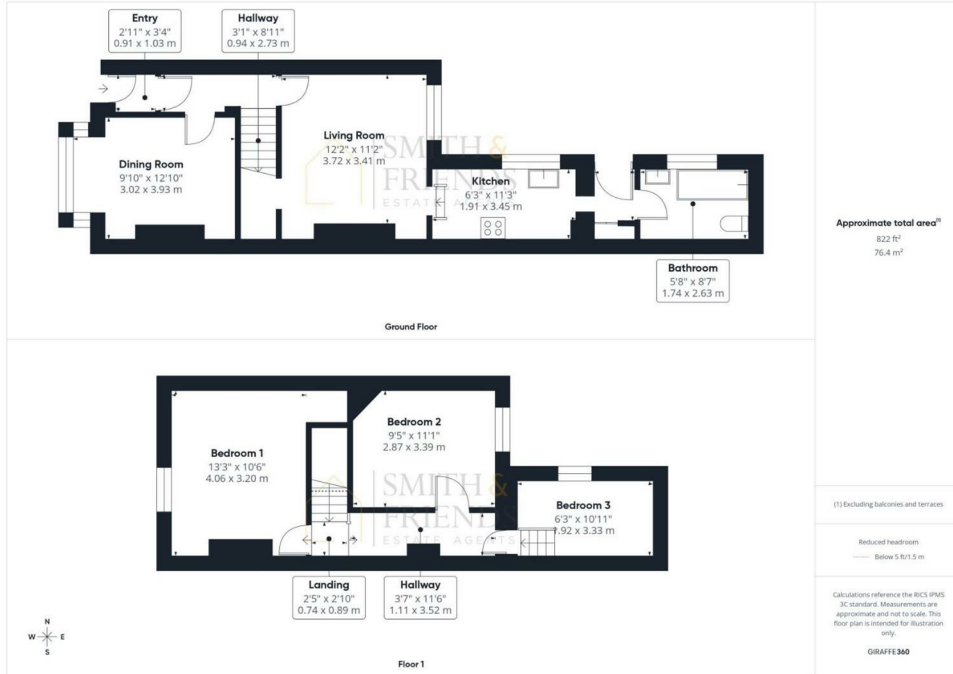 Entry
2'11" x 3'4"
0.91 x 1.03 m
Hallway
3'1" x 8'11"
0.94 x 2.73 m
Dining Room
9'10" x 12'10"
3.02 x 3.93 m
Living Room
12'2" x 11'2"
3.72 x 3.41 m
SMITH &
FRIENDS
ESTATE
Kitchen
6'3" x 11'3"
1.91 x 3.45 m
Bathroom
5'8" x 8'7"
1.74 x 2.63 m
Ground Floor
Bedroom 1
13'3" x 10'6"
4.06 x 3.20 m
Bedroom 2
9'5" x 11'1"
2.87 x 3.39 m
SMITH &
FRIENDS
ESTATE AGENTS
Bedroom 3
6'3" x 10'11"
1.92 x 3.33 m
Landing
2'5" x 2'10"
0.74 x 0.89 m
Hallway
3'7" x 11'6"
1.11 x 3.52 m
N
W E
S
Floor 1
Approximate total area(1)
822 ft²
76.4 m²
(1) Excluding balconies and terraces
Reduced headroom
Below 5 ft/1.5 m
Calculations reference the RICS IPMS
3C standard. Measurements are
approximate and not to scale. This
floor plan is intended for illustration
only.
GIRAFFE360